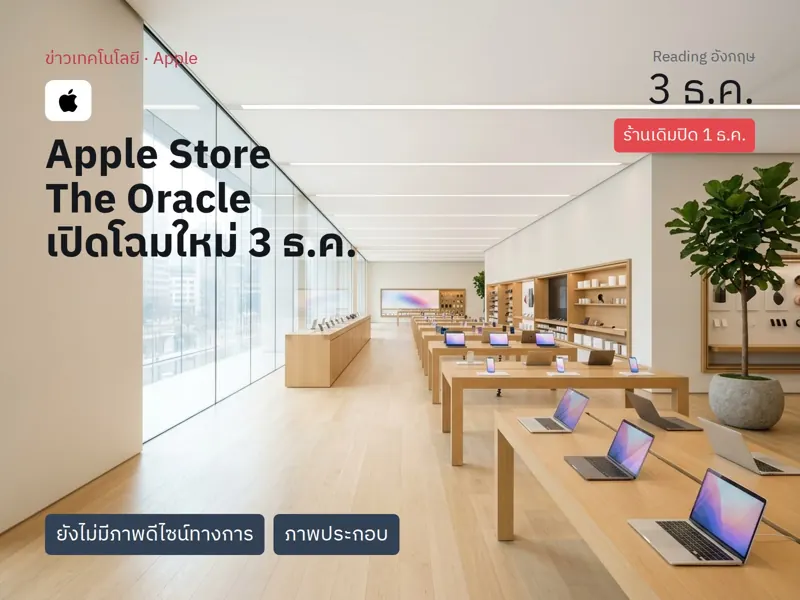 ข่าวเทคโนโลยี · Apple
Apple Store
The Oracle
เปิดโฉมใหม่ 3 ธ.ค.
Reading อังกฤษ
3 ธ.ค.
ร้านเดิมปิด 1 ธ.ค.
ยังไม่มีภาพดีไซน์ทางการ
ภาพประกอบ